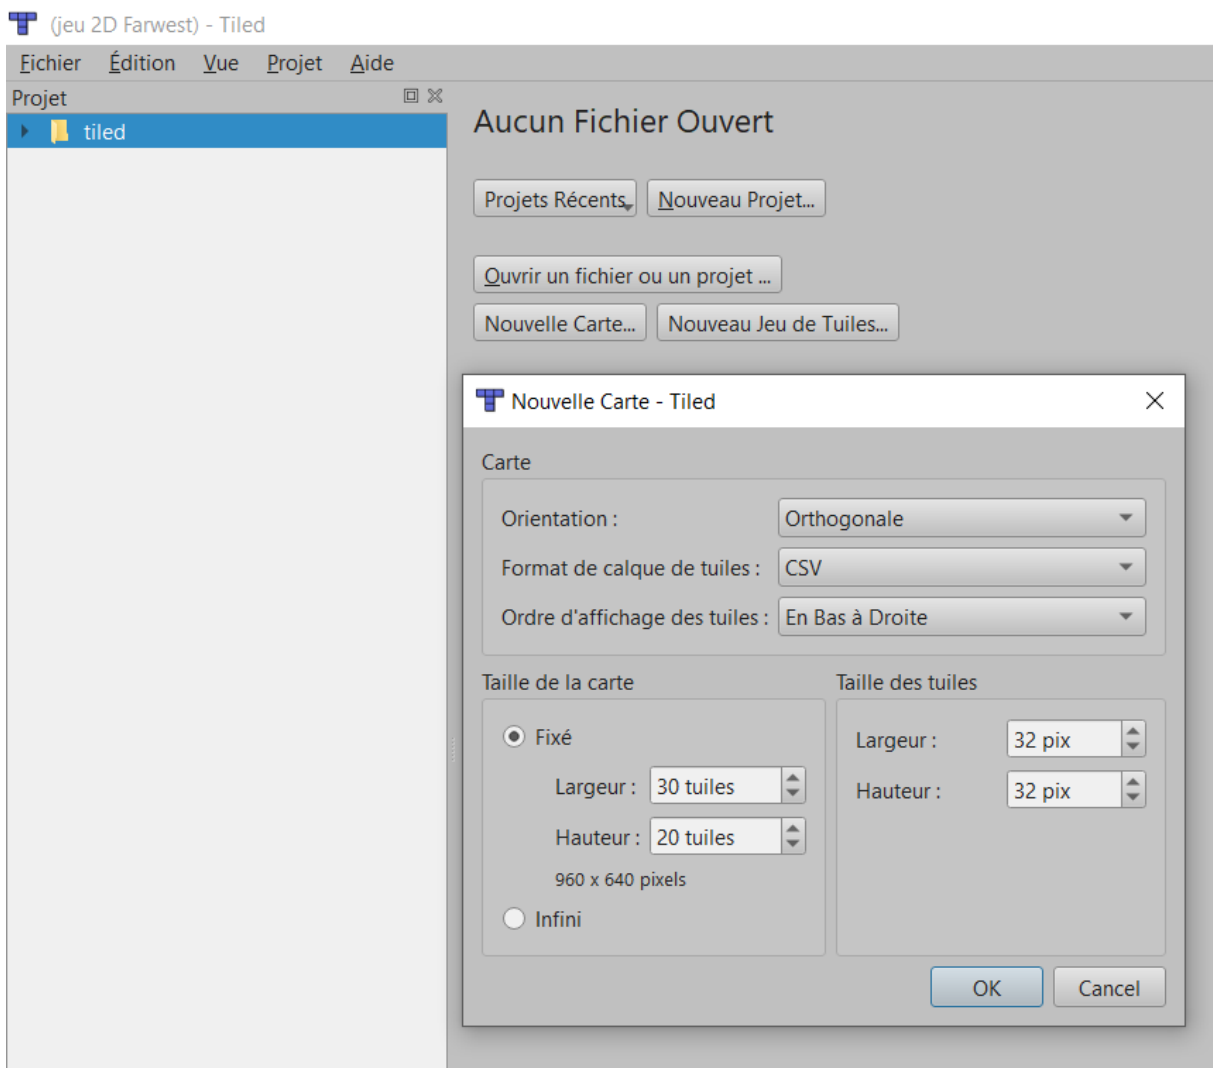 (jeu 2D Farwest) - Tiled
Fichier Édition Vue Projet Aide
Projet
tiled
Aucun Fichier Ouvert
Projets Récents Nouveau Projet...
Ouvrir un fichier ou un projet ...
Nouvelle Carte... Nouveau Jeu de Tuiles...
Nouvelle Carte - Tiled
Carte
Orientation : Orthogonale
Format de calque de tuiles : CSV
Ordre d'affichage des tuiles : En Bas à Droite
Taille de la carte
Fixé
Largeur : 30 tuiles
Hauteur : 20 tuiles
960 x 640 pixels
Infini
Taille des tuiles
Largeur : 32 pix
Hauteur : 32 pix
OK Cancel